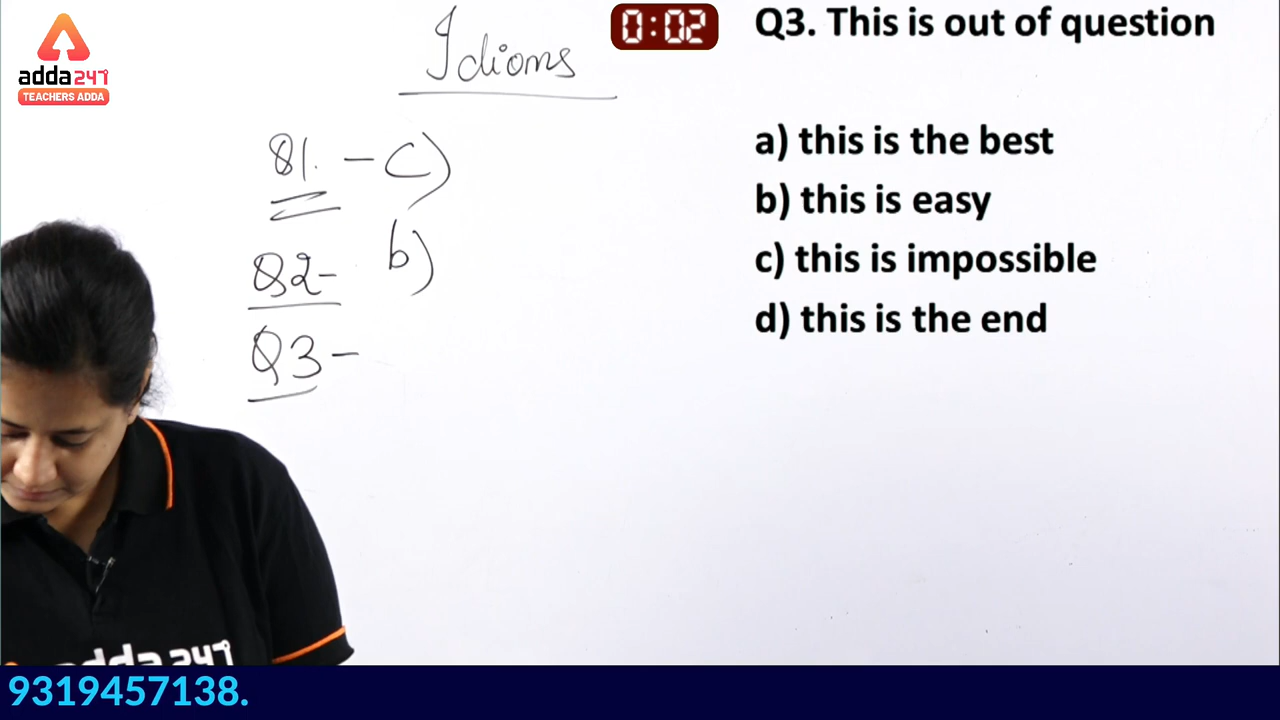 adda247
TEACHERS ADDA
Idioms
0:02
Q3. This is out of question
a) this is the best
b) this is easy
c) this is impossible
d) this is the end
Q1. - c)
Q2- b)
Q3-
adda247
9319457138.